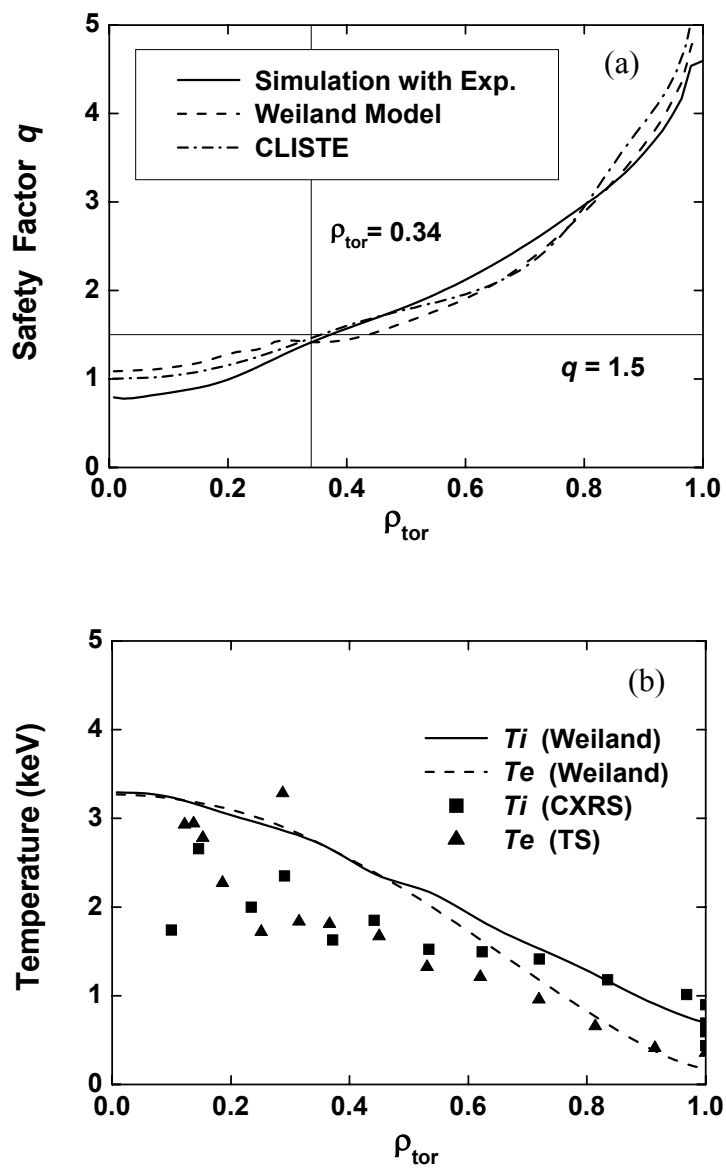 (a)
Simulation with Exp.
Weiland Model
CLISTE
ρtor = 0.34
q = 1.5
Safety Factor q
5
4
3
2
1
0
0.0 0.2 0.4 0.6 0.8 1.0
ρtor
(b)
Ti (Weiland)
Te (Weiland)
Ti (CXRS)
Te (TS)
Temperature (keV)
5
4
3
2
1
0
0.0 0.2 0.4 0.6 0.8 1.0
ρtor